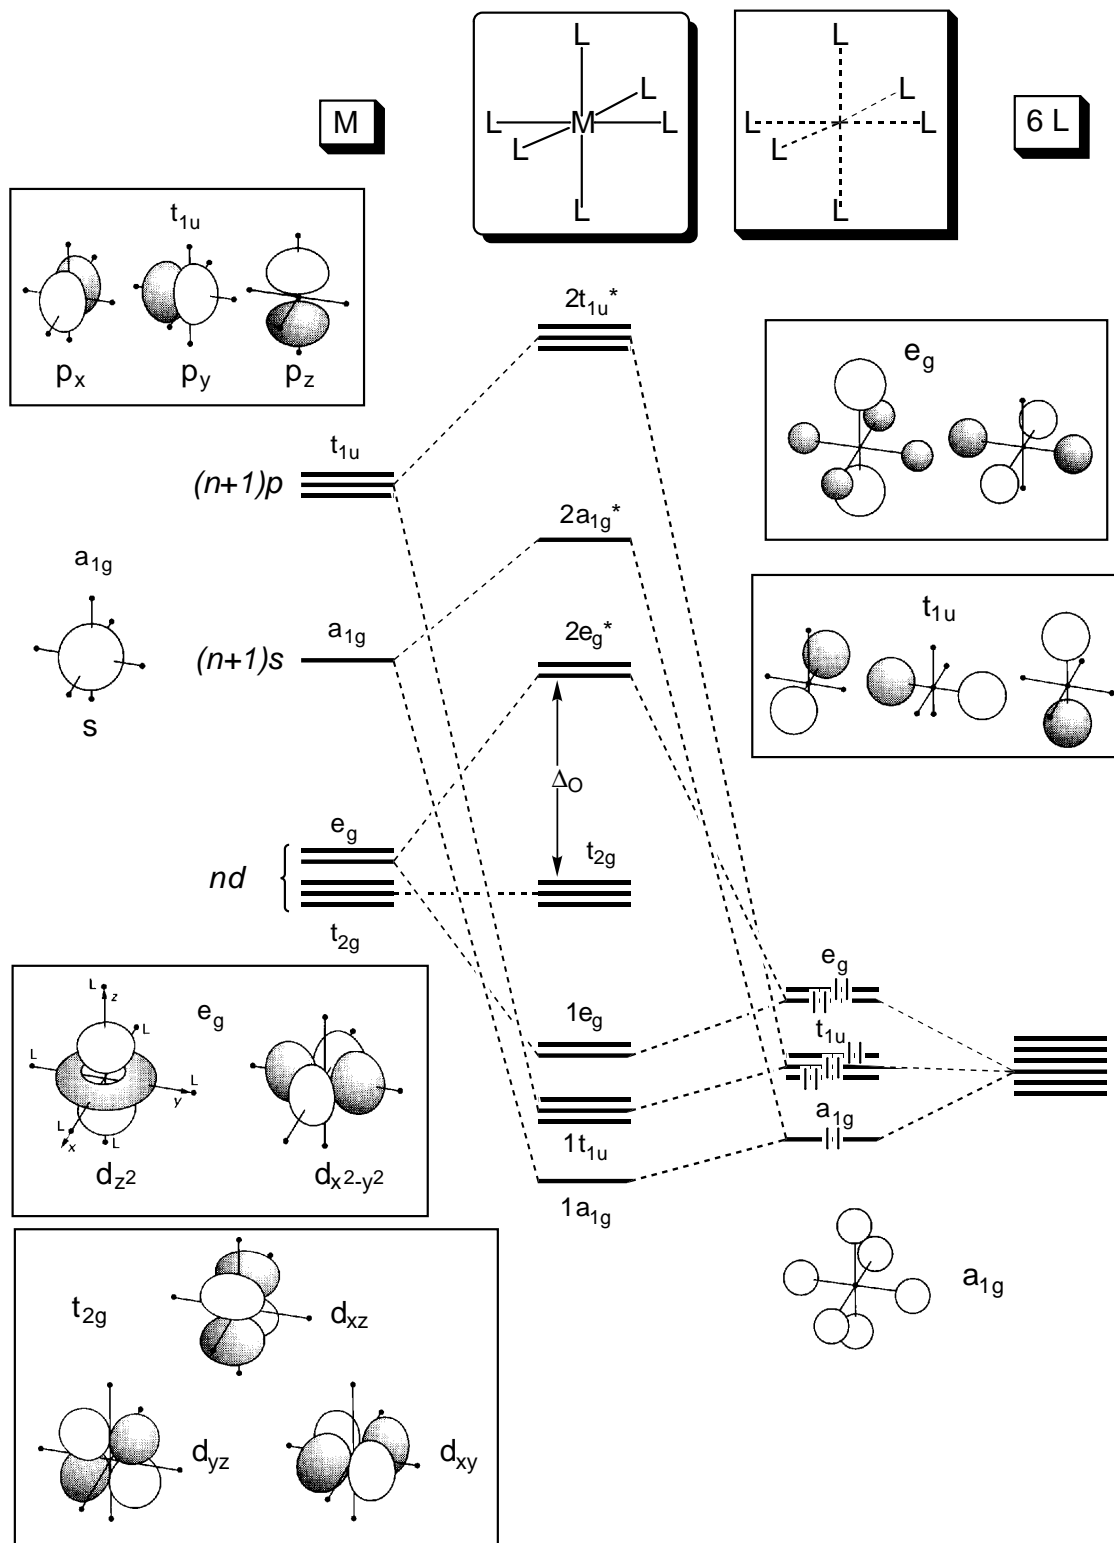 L
L
L
L
M
L
L
L
L
L
L
L
L
M
6 L
t1u
px
py
pz
2t1u*
eg
t1u
(n+1)p
2a1g*
a1g
s
a1g
(n+1)s
2eg*
t1u
ΔO
eg
t2g
nd
t2g
eg
L
z
L
L
L
y
L
x
L
eg
dz2
dx2-y2
1eg
t1u
1t1u
a1g
1a1g
t2g
dxz
dyz
dxy
a1g